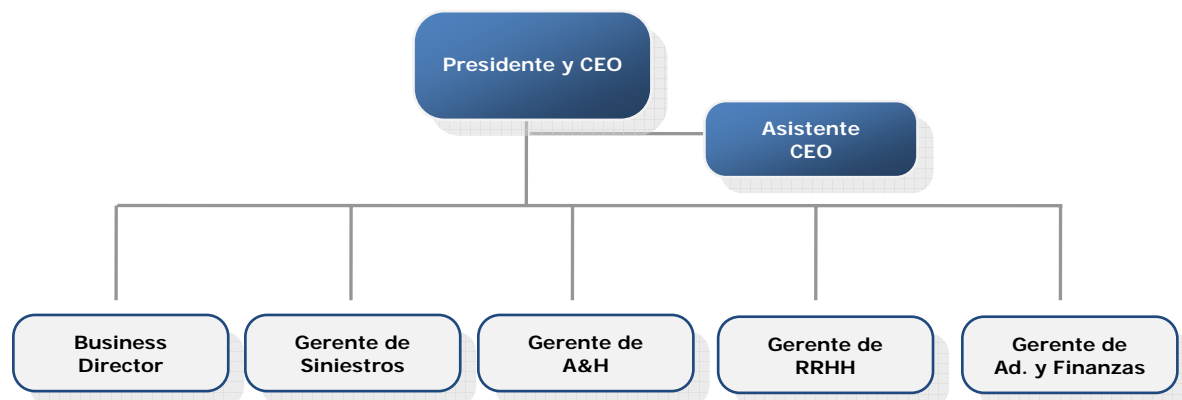 Presidente y CEO
Asistente
CEO
Business
Director
Gerente de
Siniestros
Gerente de
A&H
Gerente de
RRHH
Gerente de
Ad. y Finanzas